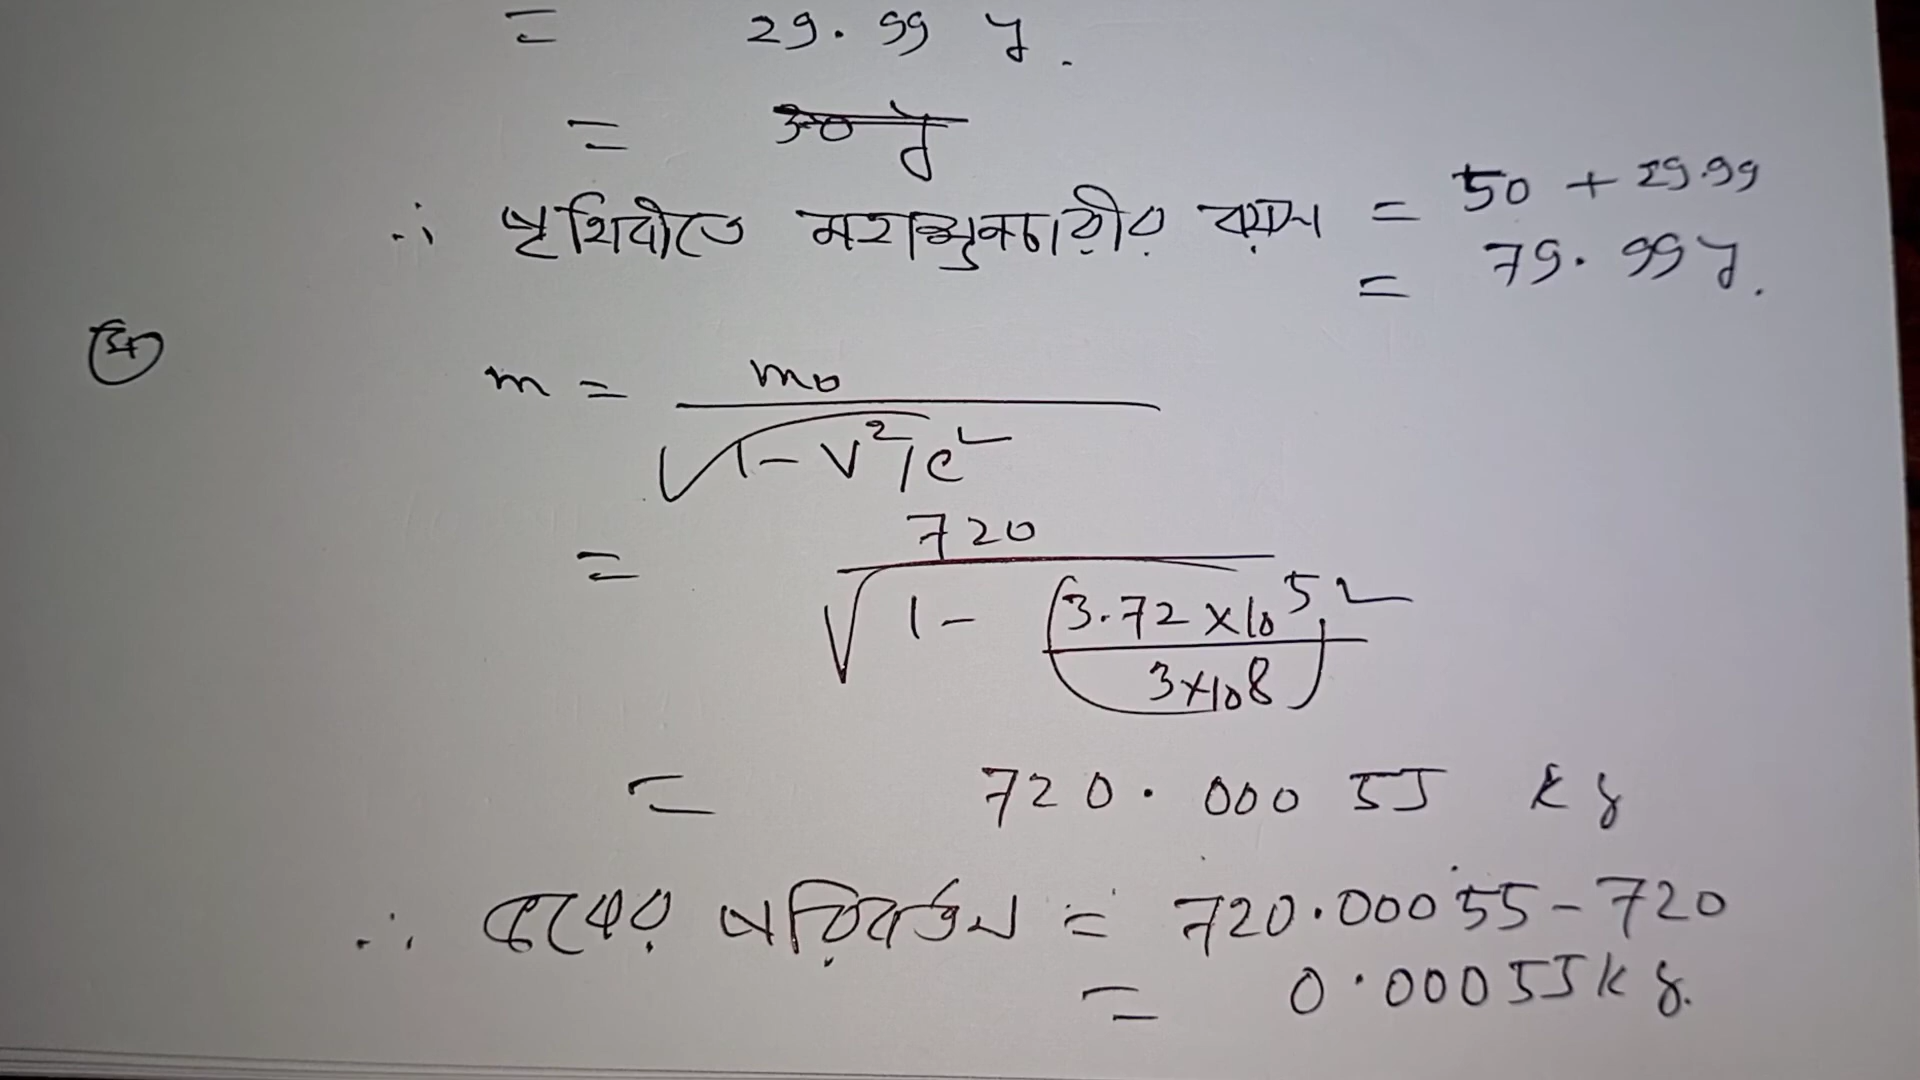 = 29.99 y.
= 30 y
∴ পৃথিবীতে মহাশূন্যচারীর বয়স = 50 + 29.99
= 79.99 y.
ঘ
m = m₀ / √1 - v²/c²
= 720 / √1 - (3.72×10⁵ / 3×10⁸)²
= 720.00055 kg
∴ ভরের পরিবর্তন = 720.00055 - 720
= 0.00055 kg.